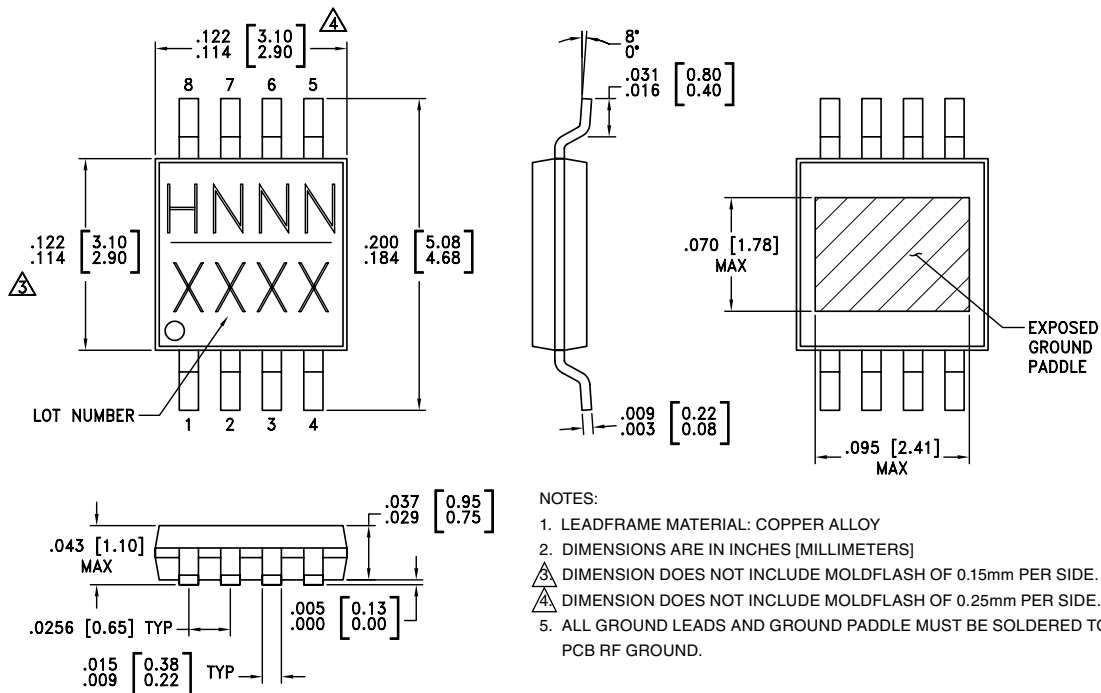 .122 [3.10]
.114 [2.90]
4
8 7 6 5
HNNN
XXXX
.122 [3.10]
.114 [2.90]
3
.200 [5.08]
.184 [4.68]
LOT NUMBER
1 2 3 4
8°
0°
.031 [0.80]
.016 [0.40]
.009 [0.22]
.003 [0.08]
.070 [1.78]
MAX
EXPOSED
GROUND
PADDLE
.095 [2.41]
MAX
.037 [0.95]
.029 [0.75]
.043 [1.10]
MAX
.005 [0.13]
.000 [0.00]
.0256 [0.65] TYP
.015 [0.38]
.009 [0.22] TYP
NOTES:
1. LEADFRAME MATERIAL: COPPER ALLOY
2. DIMENSIONS ARE IN INCHES [MILLIMETERS]
3. DIMENSION DOES NOT INCLUDE MOLDFLASH OF 0.15mm PER SIDE.
4. DIMENSION DOES NOT INCLUDE MOLDFLASH OF 0.25mm PER SIDE.
5. ALL GROUND LEADS AND GROUND PADDLE MUST BE SOLDERED
PCB RF GROUND.